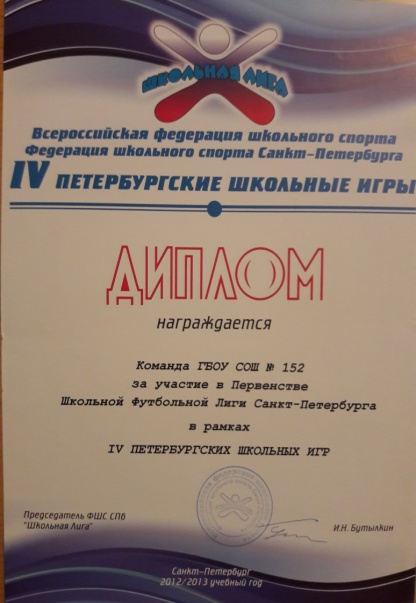 ШКОЛЬНАЯ ЛИГА
Всероссийская федерация школьного спорта
Федерация школьного спорта Санкт-Петербурга
IV ПЕТЕРБУРГСКИЕ ШКОЛЬНЫЕ ИГРЫ
ДИПЛОМ
награждается
Команда ГБОУ СОШ № 152
за участие в Первенстве
Школьной Футбольной Лиги Санкт-Петербурга
в рамках
IV ПЕТЕРБУРГСКИХ ШКОЛЬНЫХ ИГР
Председатель ФШС СПб
"Школьная Лига"
И.Н. Бутылкин
Санкт-Петербург
2012/2013 учебный год